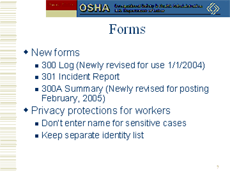 OSHA
Forms
New forms
300 Log (Newly revised for use 1/1/2004)
301 Incident Report
300A Summary (Newly revised for posting
February, 2005)
Privacy protections for workers
Don't enter name for sensitive cases
Keep separate identity list